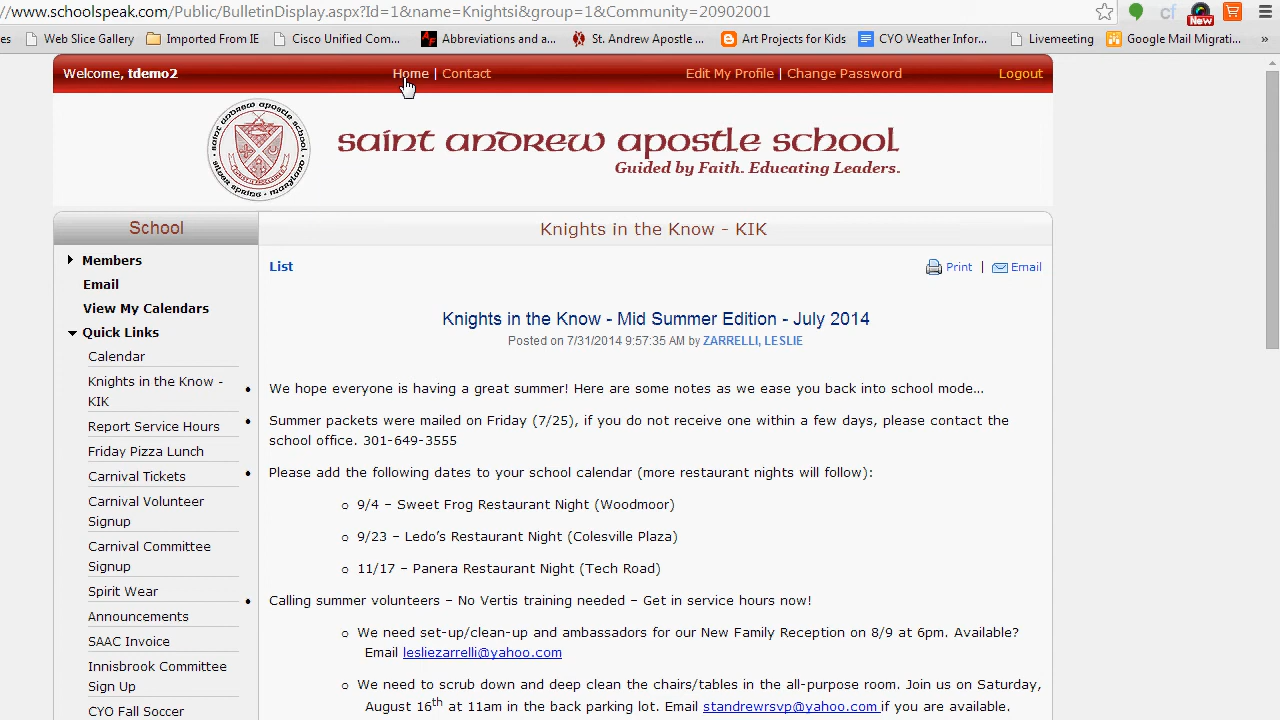 //www.schoolspeak.com/Public/BulletinDisplay.aspx?Id=1&name=Knightsi&group=1&Community=20902001
New
es Web Slice Gallery Imported From IE Cisco Unified Com... Abbreviations and a... St. Andrew Apostle... Art Projects for Kids CYO Weather Infor... Livemeeting Google Mail Migrati... »
Welcome, tdemo2 Home | Contact Edit My Profile | Change Password Logout
saint andrew apostle school
Guided by Faith. Educating Leaders.
School
Knights in the Know - KIK
Members
Email
View My Calendars
Quick Links
Calendar
Knights in the Know -
KIK
Report Service Hours
Friday Pizza Lunch
Carnival Tickets
Carnival Volunteer
Signup
Carnival Committee
Signup
Spirit Wear
Announcements
SAAC Invoice
Innisbrook Committee
Sign Up
CYO Fall Soccer
List Print | Email
Knights in the Know - Mid Summer Edition - July 2014
Posted on 7/31/2014 9:57:35 AM by ZARRELLI, LESLIE
• We hope everyone is having a great summer! Here are some notes as we ease you back into school mode...
• Summer packets were mailed on Friday (7/25), if you do not receive one within a few days, please contact the
school office. 301-649-3555
• Please add the following dates to your school calendar (more restaurant nights will follow):
o 9/4 – Sweet Frog Restaurant Night (Woodmoor)
o 9/23 – Ledo’s Restaurant Night (Colesville Plaza)
o 11/17 – Panera Restaurant Night (Tech Road)
• Calling summer volunteers – No Vertis training needed – Get in service hours now!
o We need set-up/clean-up and ambassadors for our New Family Reception on 8/9 at 6pm. Available?
Email lesliezarrelli@yahoo.com
o We need to scrub down and deep clean the chairs/tables in the all-purpose room. Join us on Saturday,
August 16th at 11am in the back parking lot. Email standrewrsvp@yahoo.com if you are available.